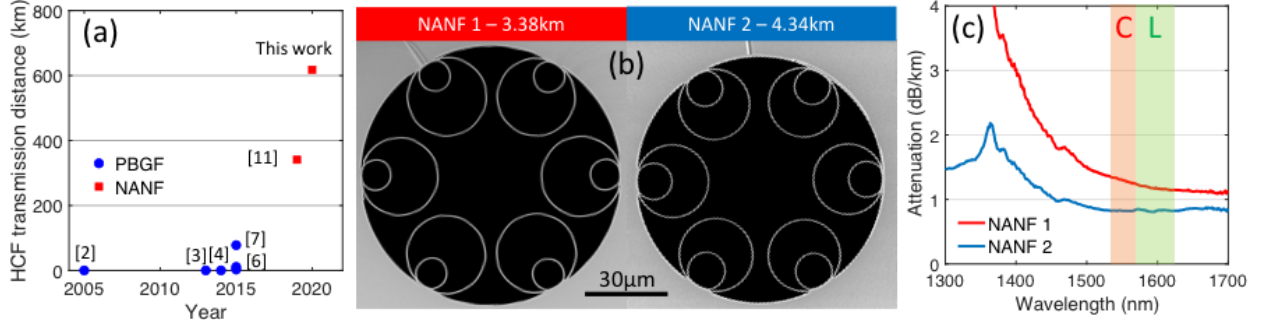 (a)
This work
800
600
400
200
0
HCF transmission distance (km)
PBGF
NANF
[11]
[2]
[3]
[4]
[7]
[6]
2005
2010
2015
2020
Year
NANF 1 – 3.38km
NANF 2 – 4.34km
(b)
30μm
(c)
C
L
4
3
2
1
0
Attenuation (dB/km)
NANF 1
NANF 2
1300
1400
1500
1600
1700
Wavelength (nm)